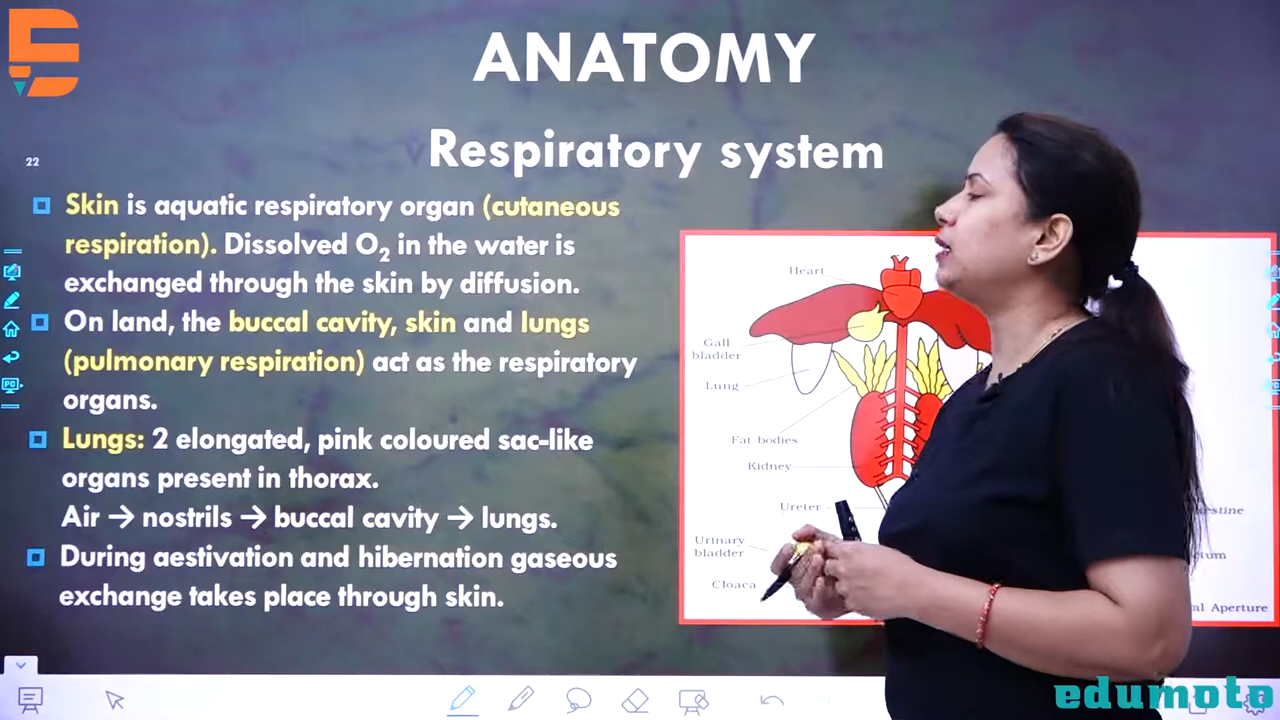 ANATOMY
Respiratory system
22
Skin is aquatic respiratory organ (cutaneous
respiration). Dissolved O₂ in the water is
exchanged through the skin by diffusion.
On land, the buccal cavity, skin and lungs
(pulmonary respiration) act as the respiratory
organs.
Lungs: 2 elongated, pink coloured sac-like
organs present in thorax.
Air → nostrils → buccal cavity → lungs.
During aestivation and hibernation gaseous
exchange takes place through skin.
Heart
Gall
bladder
Lung
Fat bodies
Kidney
Ureter
Urinary
bladder
Cloaca
Aperture
edumoto